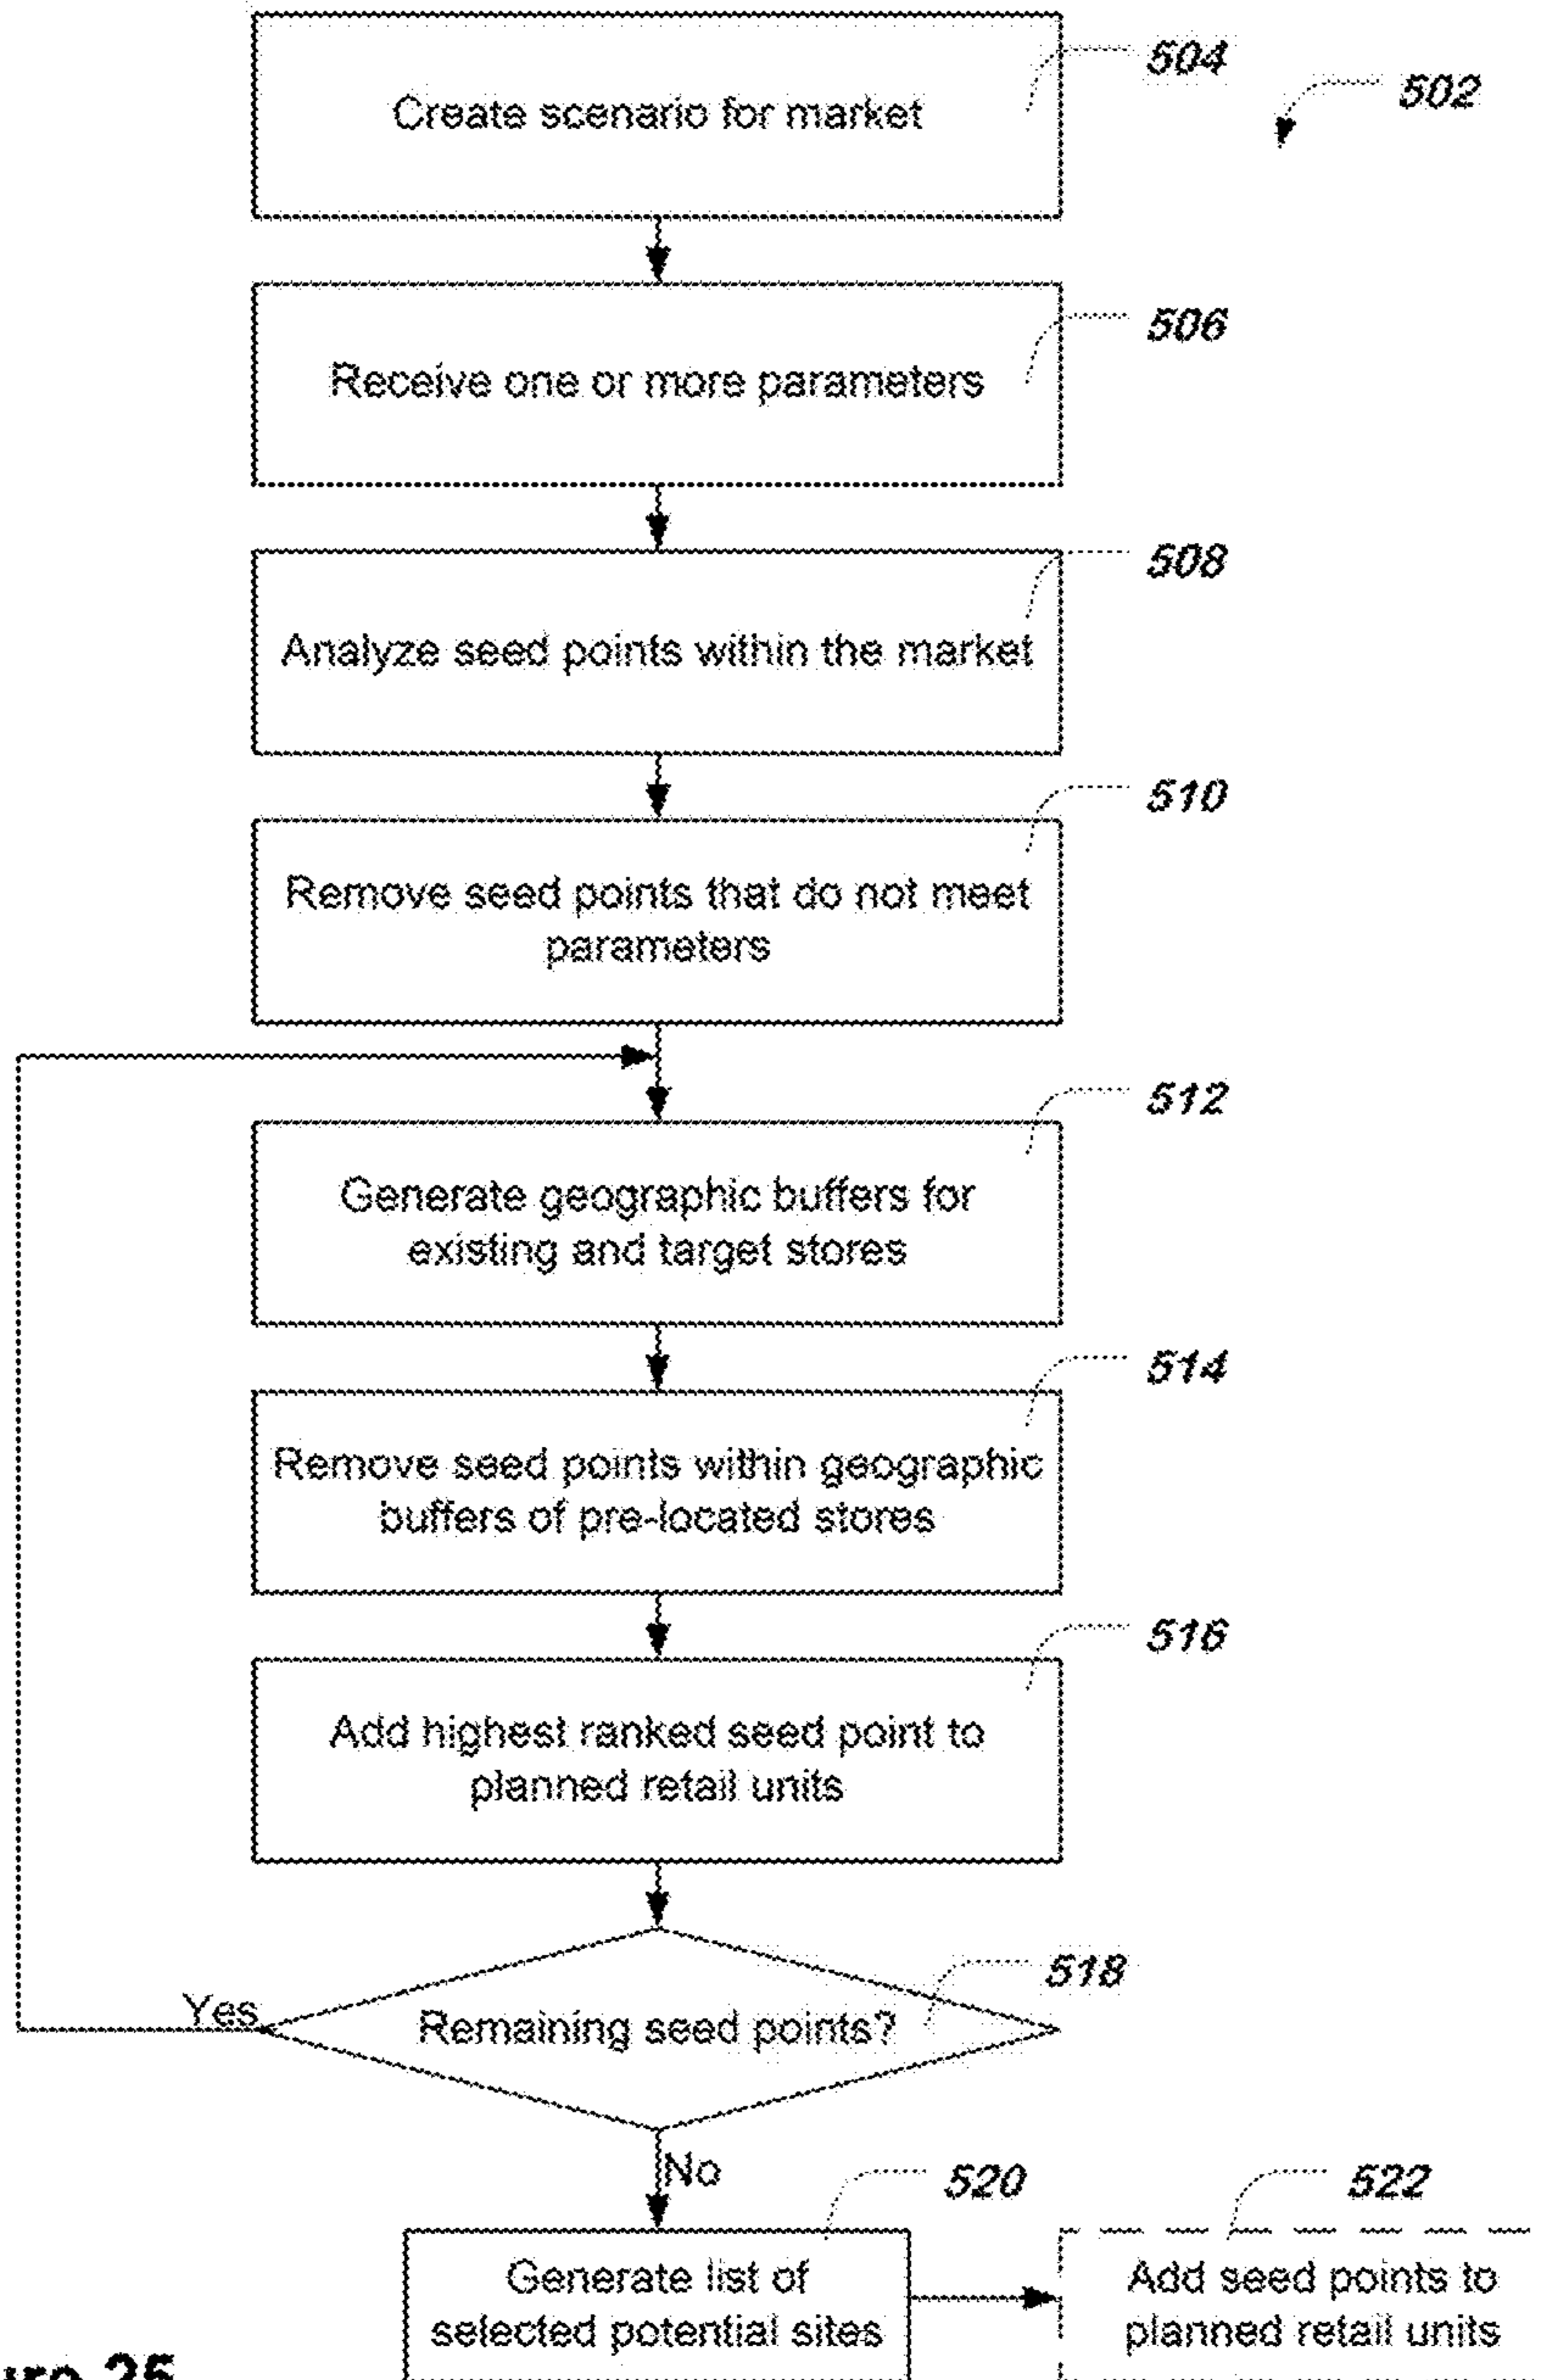 Create scenario for market
504
502
Receive one or more parameters
506
Analyze seed points within the market
508
Remove seed points that do not meet
parameters
510
Generate geographic buffers for
existing and target stores
512
Remove seed points within geographic
buffers of pre-located stores
514
Add highest ranked seed point to
planned retail units
516
Remaining seed points?
518
Yes
No
Generate list of
selected potential sites
520
Add seed points to
planned retail units
522